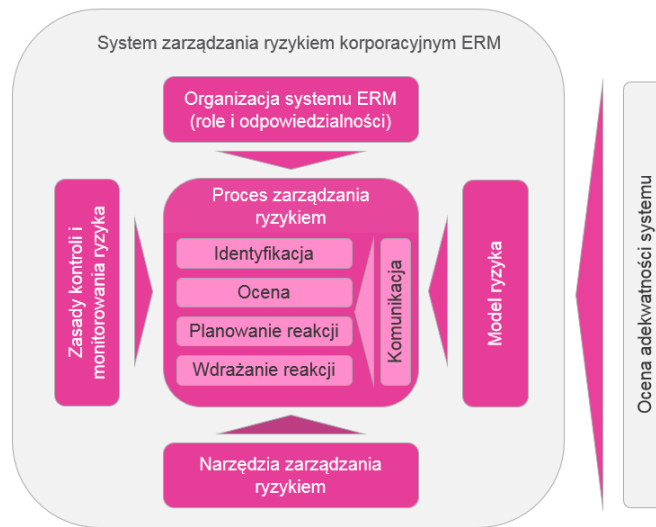 System zarządzania ryzykiem korporacyjnym ERM
Organizacja systemu ERM
(role i odpowiedzialności)
Zasady kontroli i
monitorowania ryzyka
Proces zarządzania
ryzykiem
Identyfikacja
Ocena
Planowanie reakcji
Wdrażanie reakcji
Komunikacja
Model ryzyka
Narzędzia zarządzania
ryzykiem
Ocena adekwatności systemu